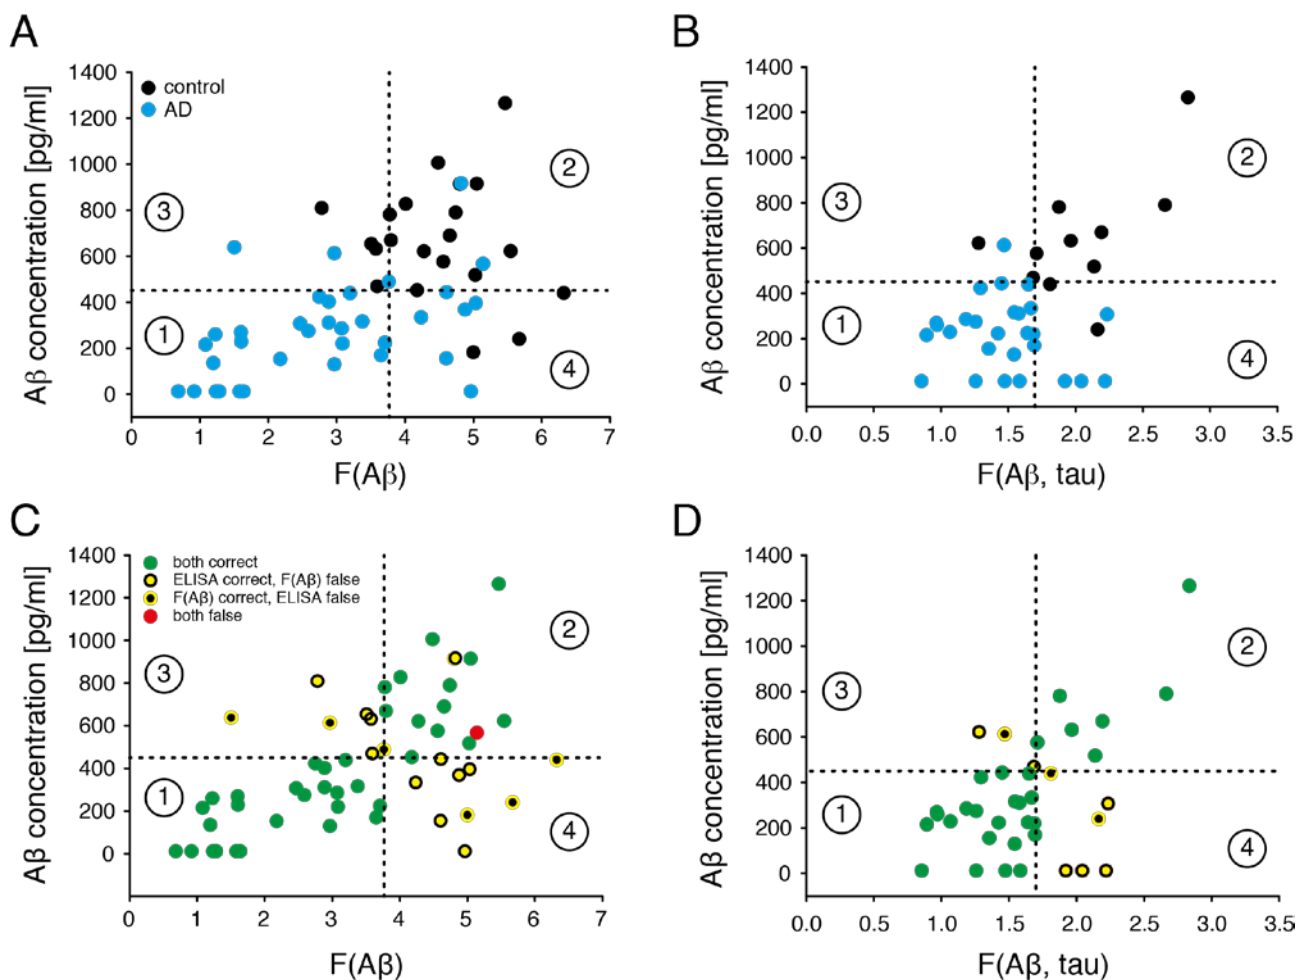 A
Aβ concentration [pg/ml]
1400
1200
1000
800
600
400
200
0
control
AD
3
2
1
4
0 1 2 3 4 5 6 7
F(Aβ)
B
Aβ concentration [pg/ml]
1400
1200
1000
800
600
400
200
0
3
2
1
4
0.0 0.5 1.0 1.5 2.0 2.5 3.0 3.5
F(Aβ, tau)
C
Aβ concentration [pg/ml]
1400
1200
1000
800
600
400
200
0
both correct
ELISA correct, F(Aβ) false
F(Aβ) correct, ELISA false
both false
3
2
1
4
0 1 2 3 4 5 6 7
F(Aβ)
D
Aβ concentration [pg/ml]
1400
1200
1000
800
600
400
200
0
3
2
1
4
0.0 0.5 1.0 1.5 2.0 2.5 3.0 3.5
F(Aβ, tau)